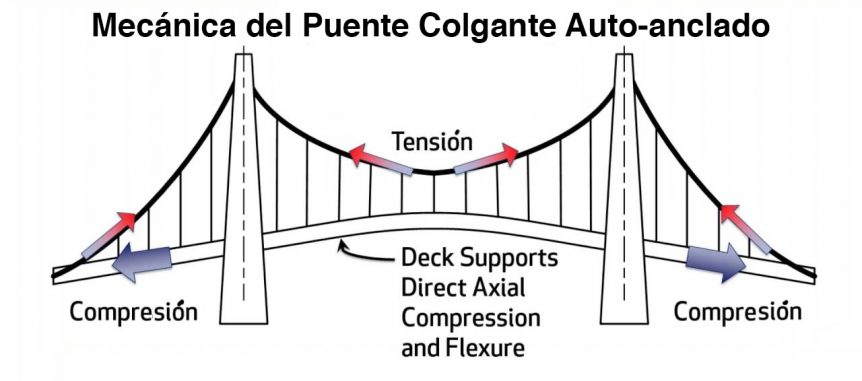 Mecánica del Puente Colgante Auto-anclado
Tensión
Deck Supports
Direct Axial
Compression
and Flexure
Compresión
Compresión